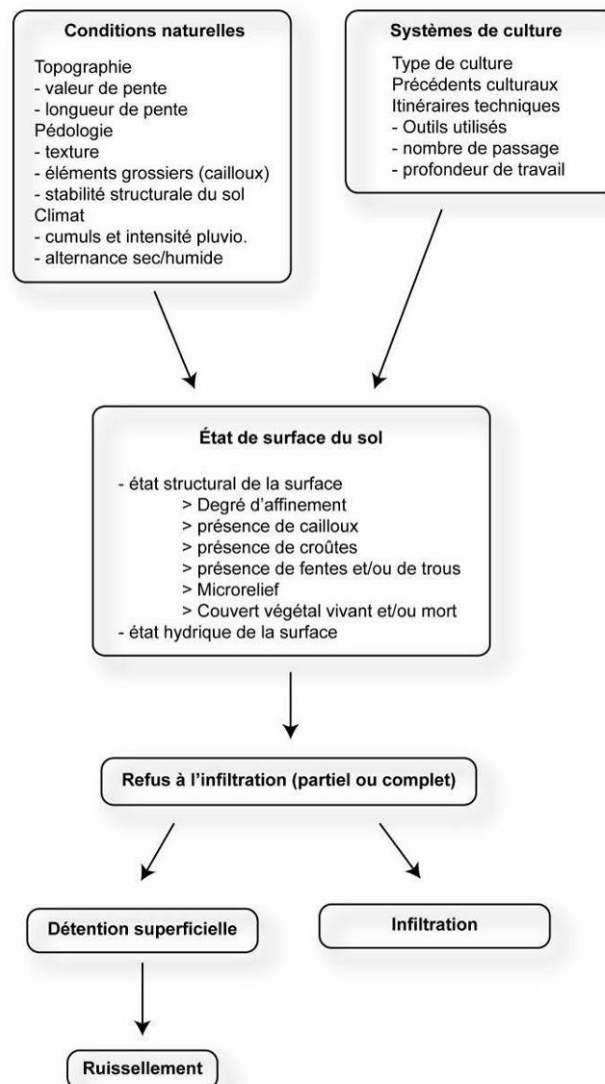 Conditions naturelles
Topographie
- valeur de pente
- longueur de pente
Pédologie
- texture
- éléments grossiers (cailloux)
- stabilité structurale du sol
Climat
- cumuls et intensité pluvio.
- alternance sec/humide
Systèmes de culture
Type de culture
Précédents culturaux
Itinéraires techniques
- Outils utilisés
- nombre de passage
- profondeur de travail
État de surface du sol
- état structural de la surface
> Degré d'affinement
> présence de cailloux
> présence de croûtes
> présence de fentes et/ou de trous
> Microrelief
> Couvert végétal vivant et/ou mort
- état hydrique de la surface
Refus à l'infiltration (partiel ou complet)
Détention superficielle
Infiltration
Ruissellement